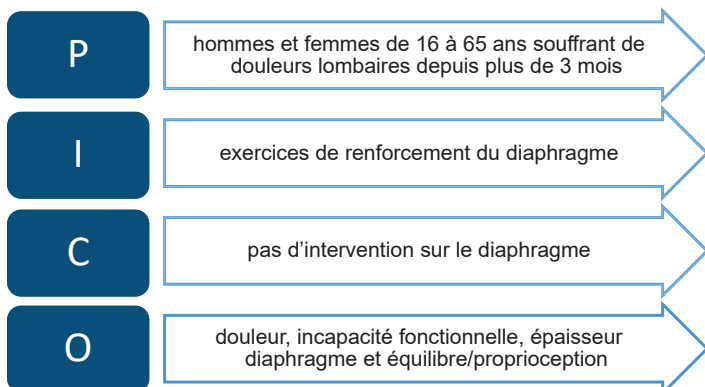 P
hommes et femmes de 16 à 65 ans souffrant de
douleurs lombaires depuis plus de 3 mois
I
exercices de renforcement du diaphragme
C
pas d’intervention sur le diaphragme
O
douleur, incapacité fonctionnelle, épaisseur
diaphragme et équilibre/proprioception